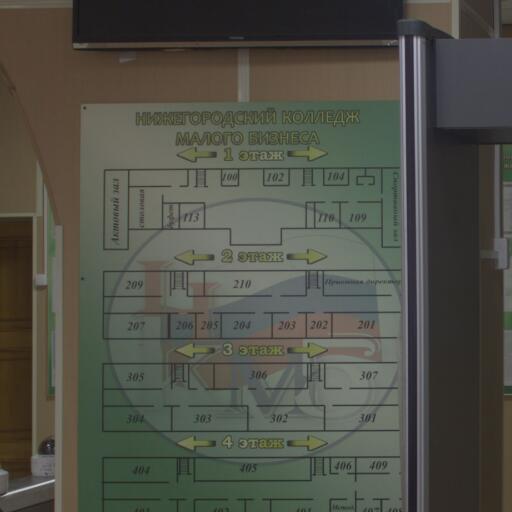 НИЖЕГОРОДСКИЙ КОЛЛЕДЖ
МАЛОГО БИЗНЕСА
1 этаж
100 102 104
Актовый зал
столовая
Спортивный зал
113 110 109
2 этаж
209 210 Приемная директора
207 206 205 204 203 202 201
3 этаж
305 306 307
304 303 302 301
4 этаж
404 405 406 409